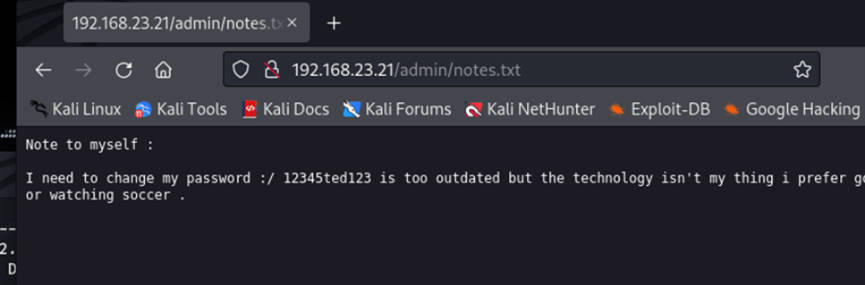 192.168.23.21/admin/notes.tx
192.168.23.21/admin/notes.txt
Kali Linux Kali Tools Kali Docs Kali Forums Kali NetHunter Exploit-DB Google Hacking
Note to myself :
I need to change my password :/ 12345ted123 is too outdated but the technology isn't my thing i prefer
or watching soccer .
2.
D